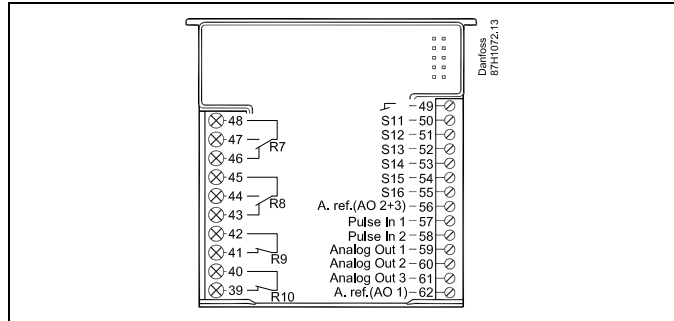 Danfoss
87H1072.13
48
47
R7
46
45
44
R8
43
42
41
R9
40
39
R10
49
S11 – 50
S12 – 51
S13 – 52
S14 – 53
S15 – 54
S16 – 55
A. ref.(AO 2+3) – 56
Pulse In 1 – 57
Pulse In 2 – 58
Analog Out 1 – 59
Analog Out 2 – 60
Analog Out 3 – 61
A. ref.(AO 1) – 62